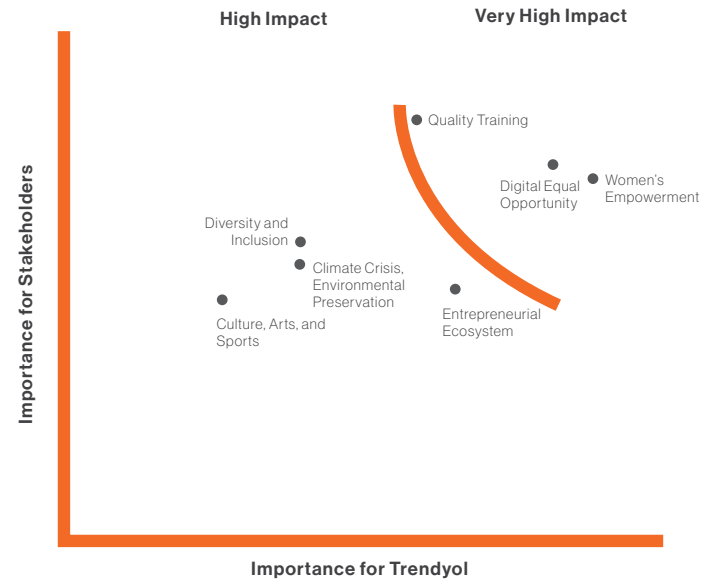 High Impact
Very High Impact
Quality Training
Digital Equal
Opportunity
Women's
Empowerment
Diversity and
Inclusion
Climate Crisis,
Environmental
Preservation
Culture, Arts, and
Sports
Entrepreneurial
Ecosystem
Importance for Stakeholders
Importance for Trendyol